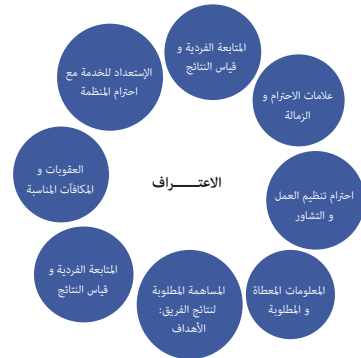 المتابعة الفردية و
قياس النتائج
علامات الاحترام و
الزمالة
احترام تنظيم العمل
و التشاور
المعلومات المعطاة
و المطلوبة
المساهمة المطلوبة
لنتائج الفريق:
الأهداف
المتابعة الفردية و
قياس النتائج
العقوبات و
المكافآت المناسبة
الإستعداد للخدمة مع
احترام المنظمة
الاعتـــــراف